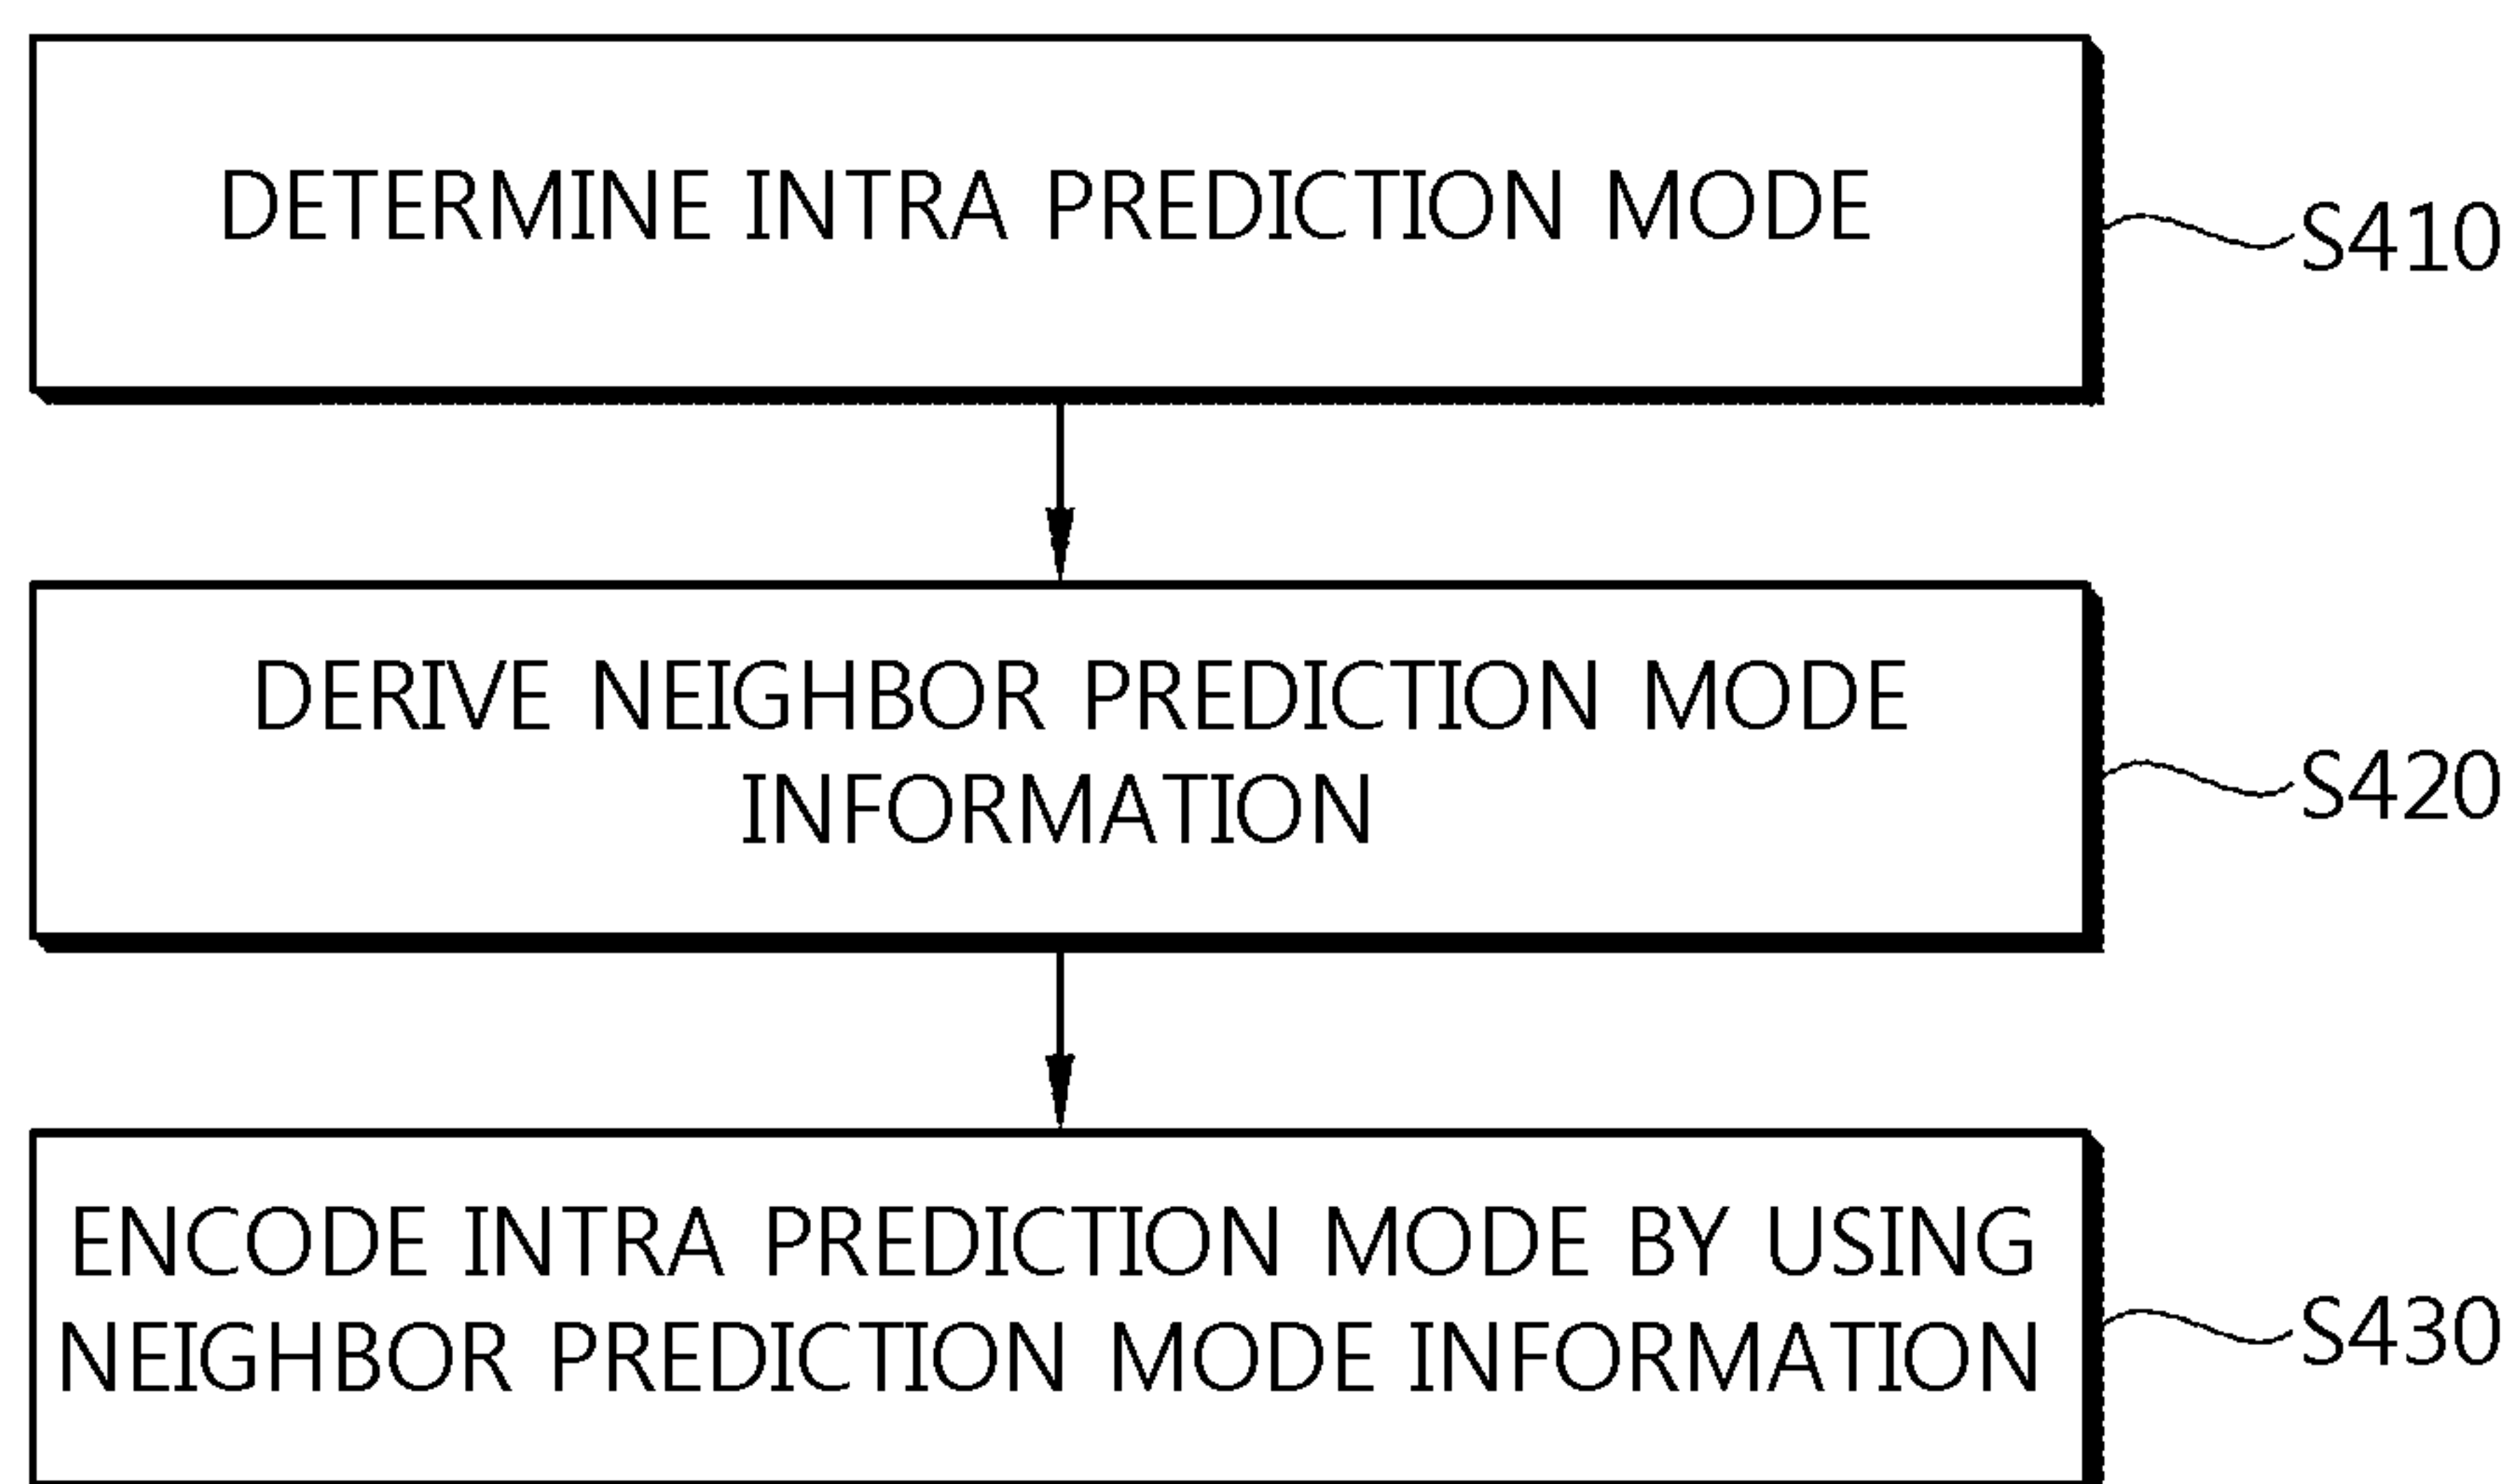 DETERMINE INTRA PREDICTION MODE
S410
DERIVE NEIGHBOR PREDICTION MODE
INFORMATION
S420
ENCODE INTRA PREDICTION MODE BY USING
NEIGHBOR PREDICTION MODE INFORMATION
S430